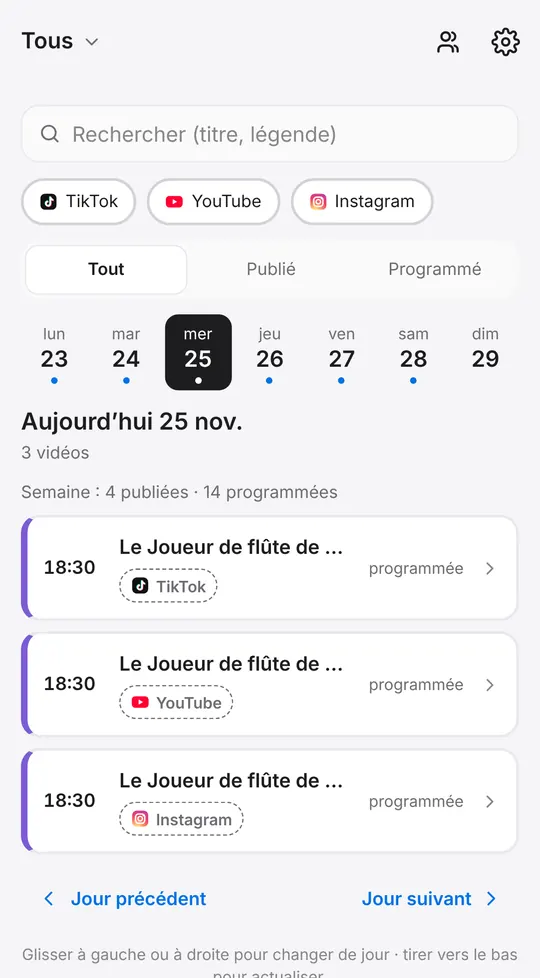 Tous
Rechercher (titre, légende)
TikTok YouTube Instagram
Tout Publié Programmé
lun mar mer jeu ven sam dim
23 24 25 26 27 28 29
Aujourd’hui 25 nov.
3 vidéos
Semaine : 4 publiées · 14 programmées
Le Joueur de flûte de ...
18:30 programmée
TikTok
Le Joueur de flûte de ...
18:30 programmée
YouTube
Le Joueur de flûte de ...
18:30 programmée
Instagram
Jour précédent Jour suivant
Glisser à gauche ou à droite pour changer de jour · tirer vers le bas
pour actualiser